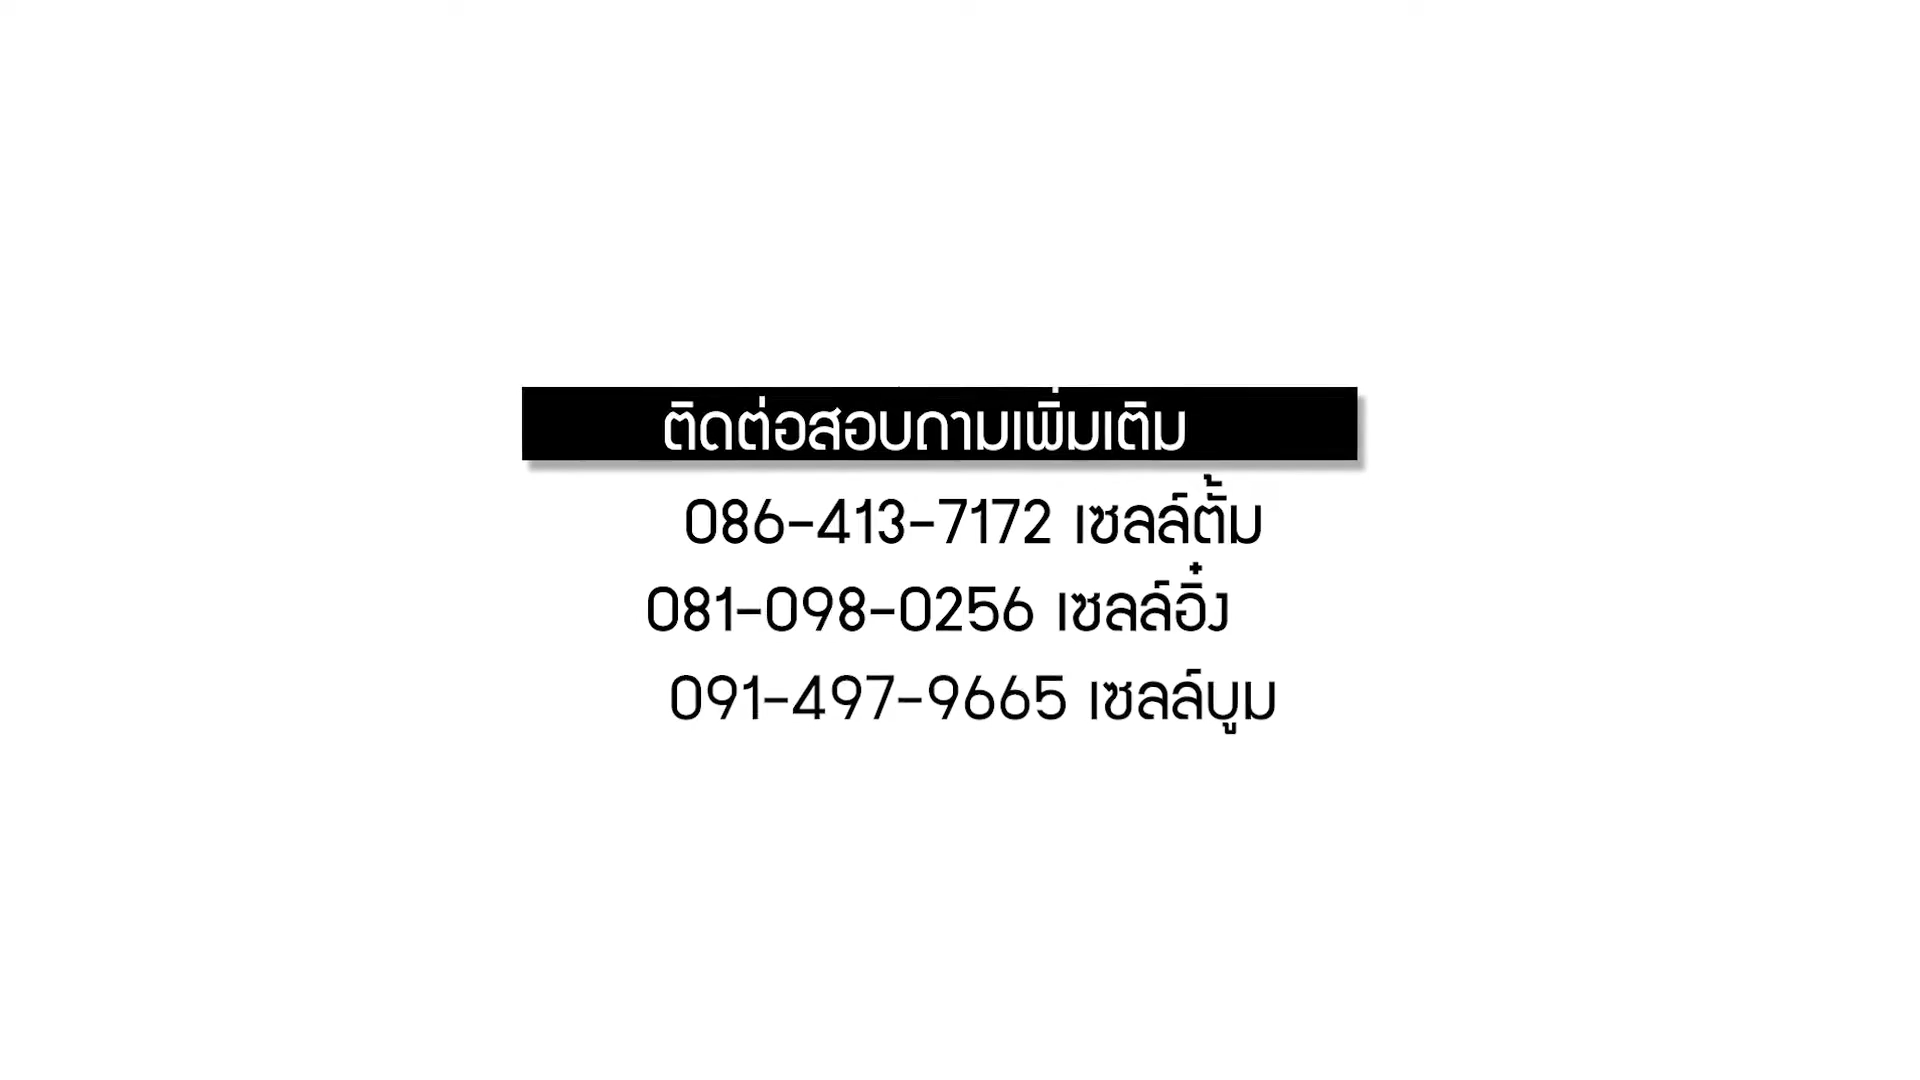 ติดต่อสอบถามเพิ่มเติม
086-413-7172 เซลล์ตั้ม
081-098-0256 เซลล์อิ๋ง
091-497-9665 เซลล์บูม